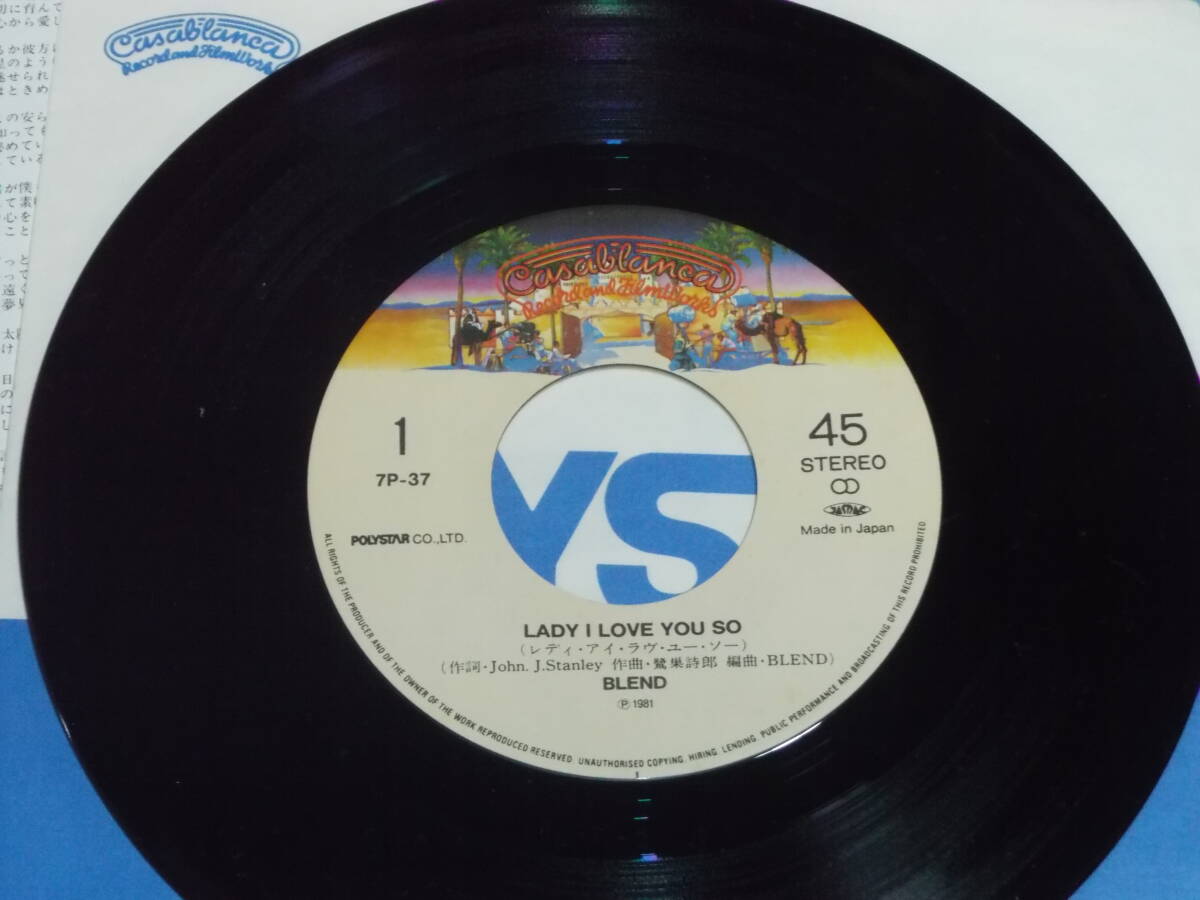 Casablanca
Record and FilmWorks
Casablanca
Record and FilmWorks
1
7P-37
45
STEREO
POLYSTAR CO.,LTD.
Made in Japan
VS
LADY I LOVE YOU SO
(レディ・アイ・ラヴ・ユー・ソー)
(作詞・John. J.Stanley 作曲・鷺巣詩郎 編曲・BLEND)
BLEND
Ⓟ 1981
ALL RIGHTS OF THE PRODUCER AND OF THE OWNER OF THE WORK REPRODUCED RESERVED. UNAUTHORISED COPYING, HIRING, LENDING, PUBLIC PERFORMANCE AND BROADCASTING OF THIS RECORD PROHIBITED